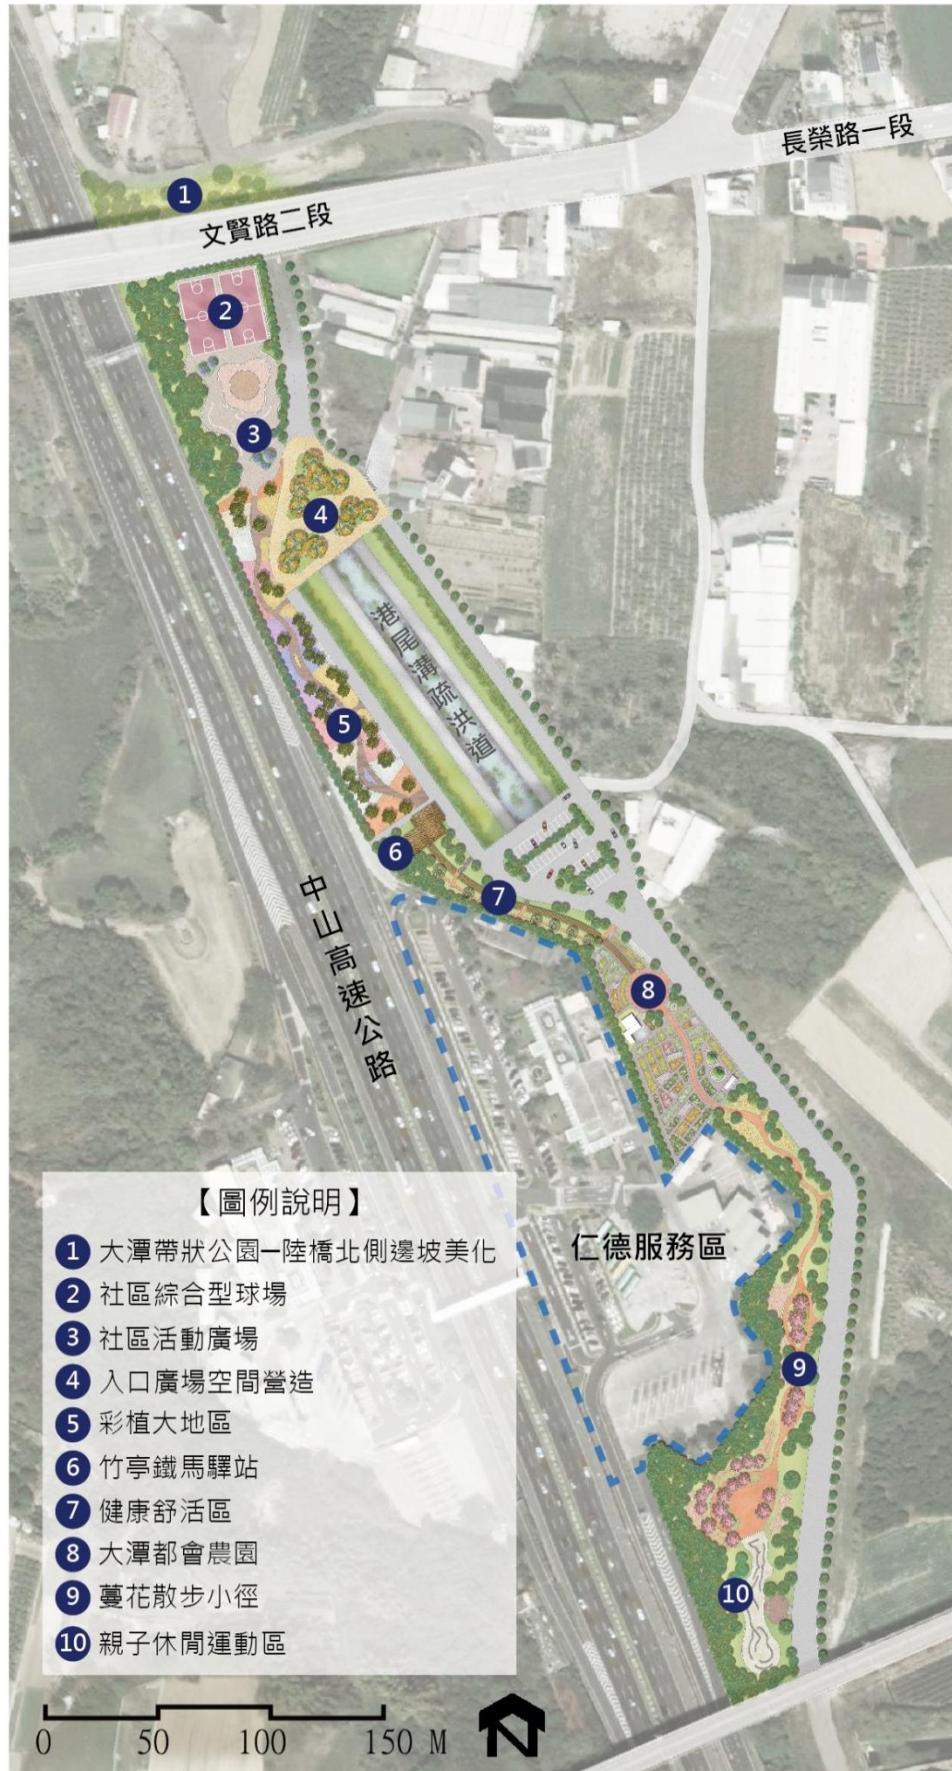 長榮路一段
1
文賢路二段
2
3
4
港尾溝疏洪道
5
6
7
中山高速公路
8
仁德服務區
9
10
【圖例說明】
1 大潭帶狀公園─陸橋北側邊坡美化
2 社區綜合型球場
3 社區活動廣場
4 入口廣場空間營造
5 彩植大地區
6 竹亭鐵馬驛站
7 健康舒活區
8 大潭都會農園
9 蔓花散步小徑
10 親子休閒運動區
0 50 100 150 M
N